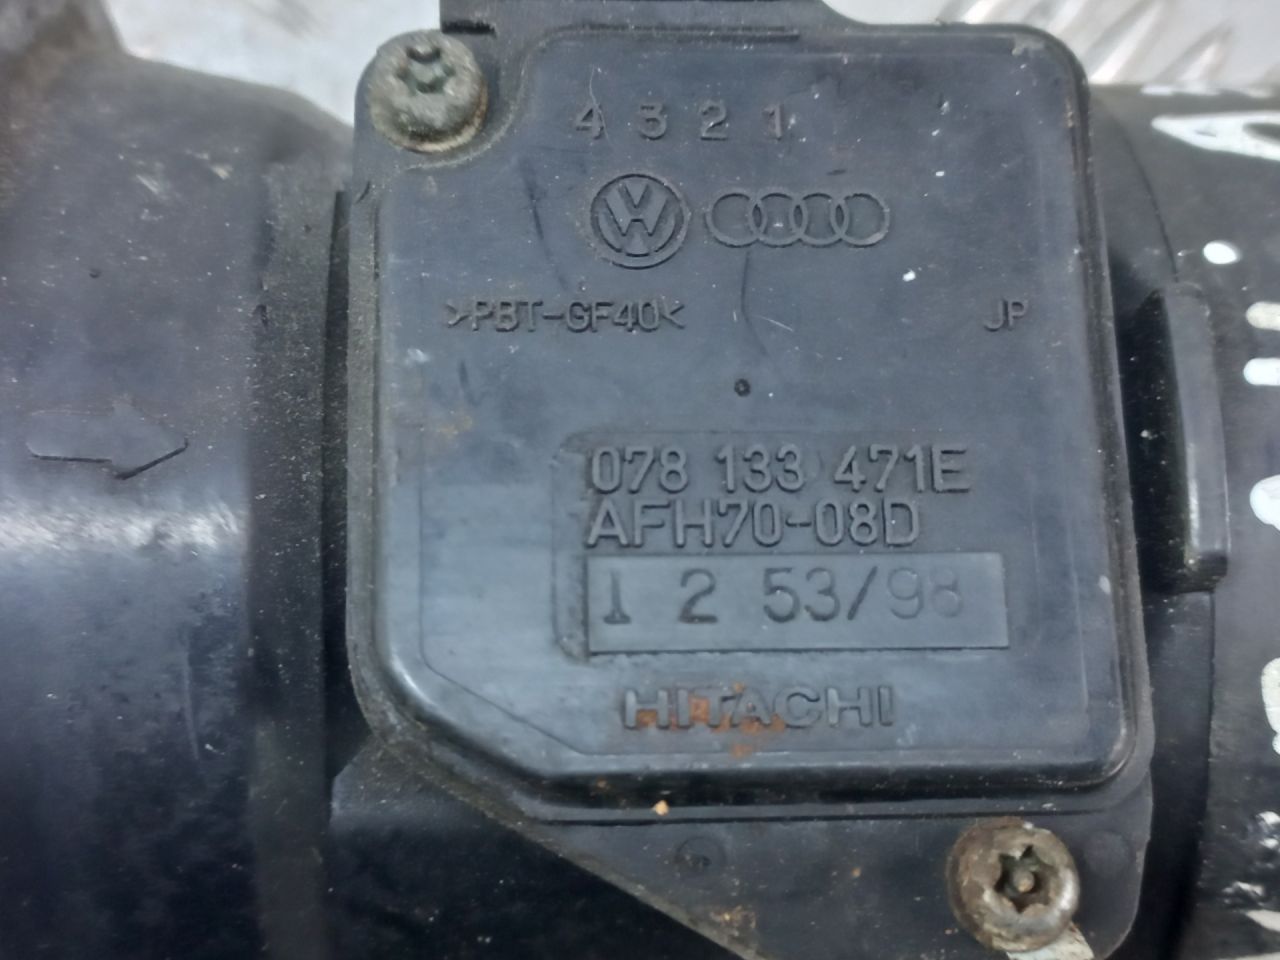 4 3 2 1
>PBT-GF40< JP
078 133 471E
AFH70-08D
1 2 53/98
HITACHI